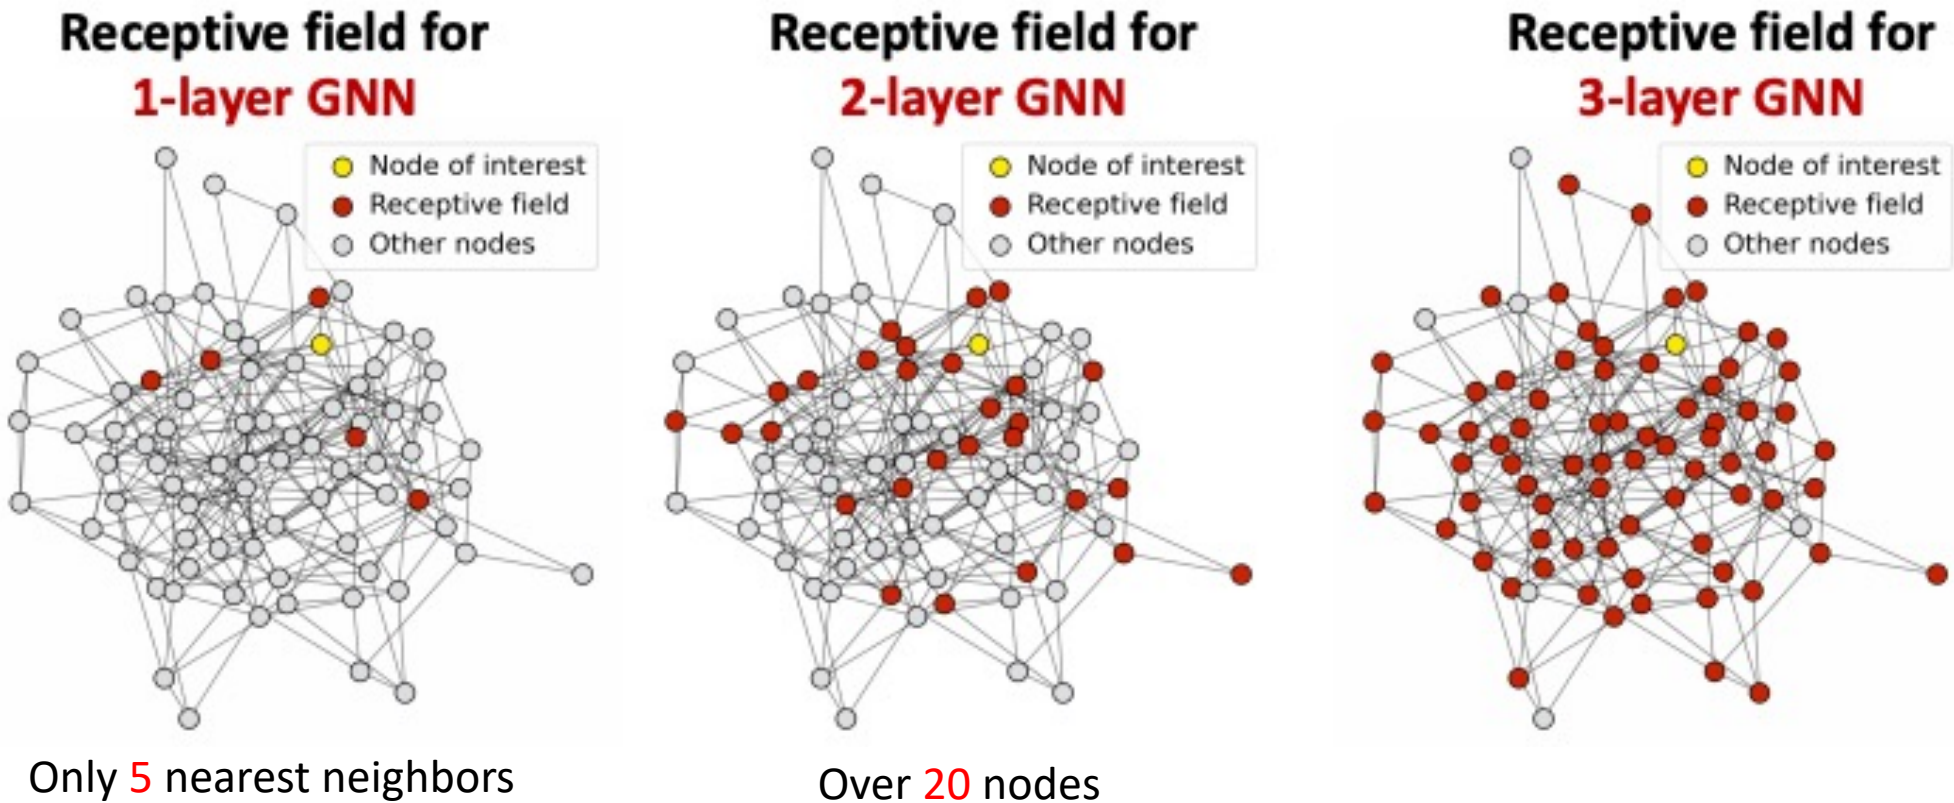 Receptive field for
1-layer GNN
Node of interest
Receptive field
Other nodes
Only 5 nearest neighbors
Receptive field for
2-layer GNN
Node of interest
Receptive field
Other nodes
Over 20 nodes
Receptive field for
3-layer GNN
Node of interest
Receptive field
Other nodes